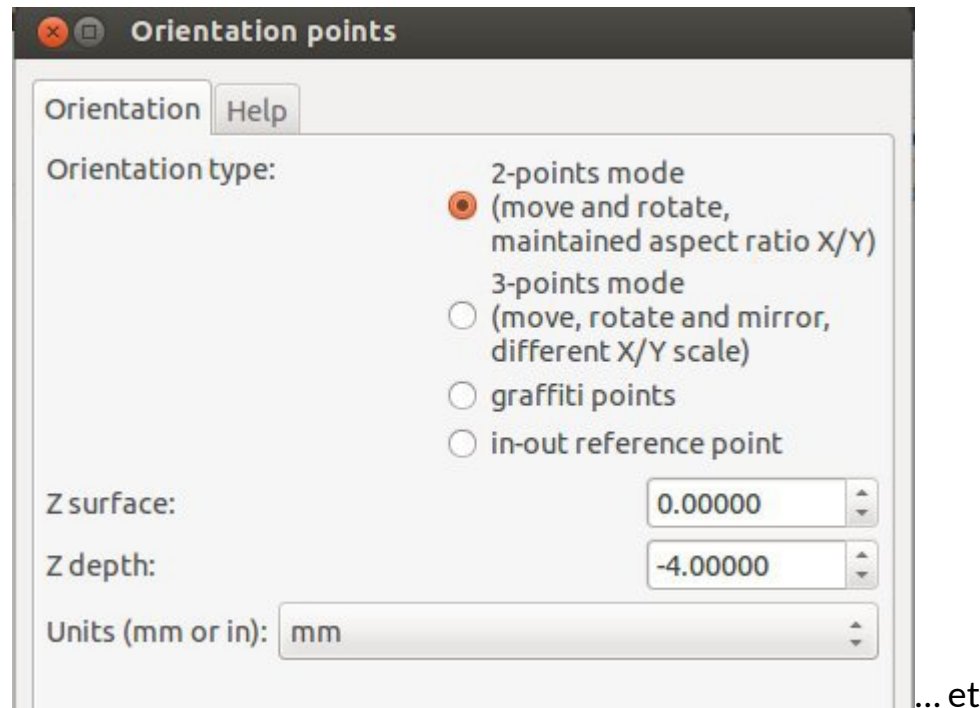 Orientation points
Orientation Help
Orientation type:
2-points mode
(move and rotate,
maintained aspect ratio X/Y)
3-points mode
(move, rotate and mirror,
different X/Y scale)
graffiti points
in-out reference point
Z surface: 0.00000
Z depth: -4.00000
Units (mm or in): mm
... et